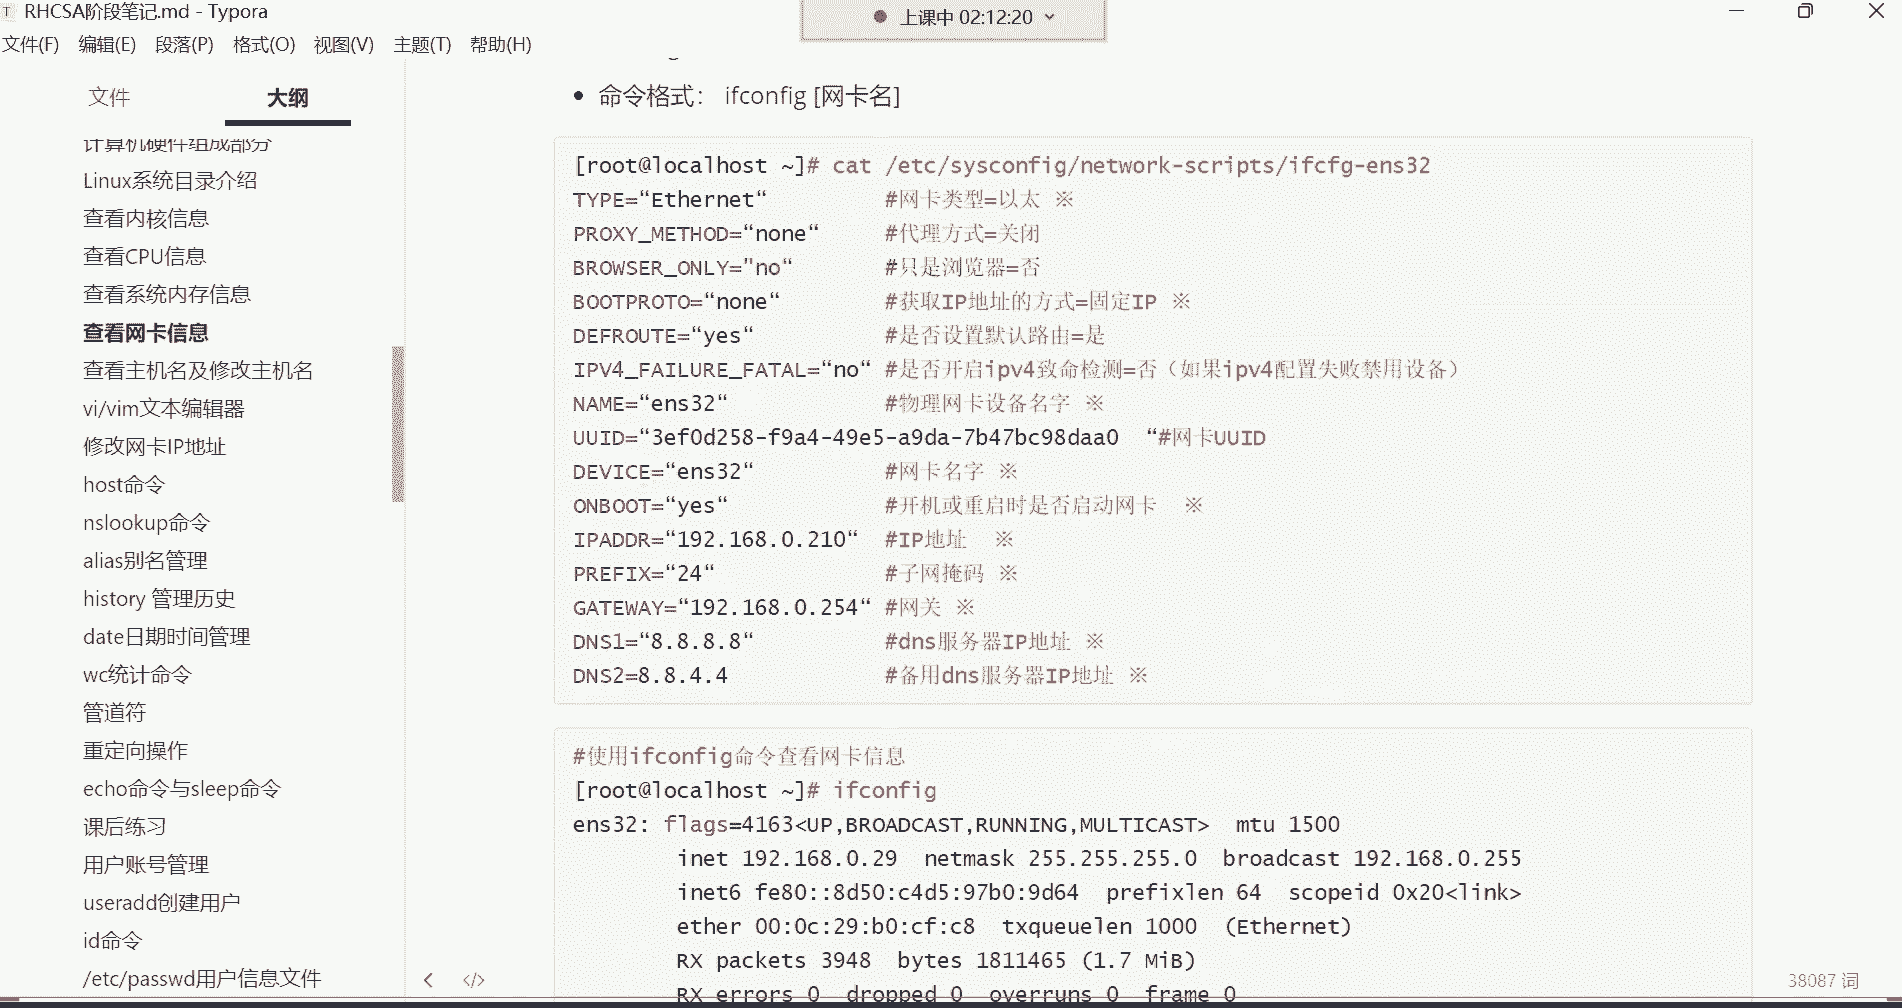 RHCSA阶段笔记.md - Typora
上课中 02:12:20
文件(F) 编辑(E) 段落(P) 格式(O) 视图(V) 主题(T) 帮助(H)
文件 大纲
计算机硬件组成部分
Linux系统目录介绍
查看内核信息
查看CPU信息
查看系统内存信息
查看网卡信息
查看主机名及修改主机名
vi/vim文本编辑器
修改网卡IP地址
host命令
nslookup命令
alias别名管理
history 管理历史
date日期时间管理
wc统计命令
管道符
重定向操作
echo命令与sleep命令
课后练习
用户账号管理
useradd创建用户
id命令
/etc/passwd用户信息文件
• 命令格式： ifconfig [网卡名]
[root@localhost ~]# cat /etc/sysconfig/network-scripts/ifcfg-ens32
TYPE=“Ethernet“ #网卡类型=以太 ※
PROXY_METHOD=“none“ #代理方式=关闭
BROWSER_ONLY="no“ #只是浏览器=否
BOOTPROTO=“none“ #获取IP地址的方式=固定IP ※
DEFROUTE=“yes“ #是否设置默认路由=是
IPV4_FAILURE_FATAL=“no“ #是否开启ipv4致命检测=否（如果ipv4配置失败禁用设备）
NAME=“ens32“ #物理网卡设备名字 ※
UUID=“3ef0d258-f9a4-49e5-a9da-7b47bc98daa0 “#网卡UUID
DEVICE=“ens32“ #网卡名字 ※
ONBOOT=“yes“ #开机或重启时是否启动网卡 ※
IPADDR=“192.168.0.210“ #IP地址 ※
PREFIX=“24“ #子网掩码 ※
GATEWAY=“192.168.0.254“ #网关 ※
DNS1=“8.8.8.8“ #dns服务器IP地址 ※
DNS2=8.8.4.4 #备用dns服务器IP地址 ※
#使用ifconfig命令查看网卡信息
[root@localhost ~]# ifconfig
ens32: flags=4163<UP,BROADCAST,RUNNING,MULTICAST> mtu 1500
inet 192.168.0.29 netmask 255.255.255.0 broadcast 192.168.0.255
inet6 fe80::8d50:c4d5:97b0:9d64 prefixlen 64 scopeid 0x20<link>
ether 00:0c:29:b0:cf:c8 txqueuelen 1000 (Ethernet)
RX packets 3948 bytes 1811465 (1.7 MiB)
RX errors 0 dropped 0 overruns 0 frame 0
38087 词